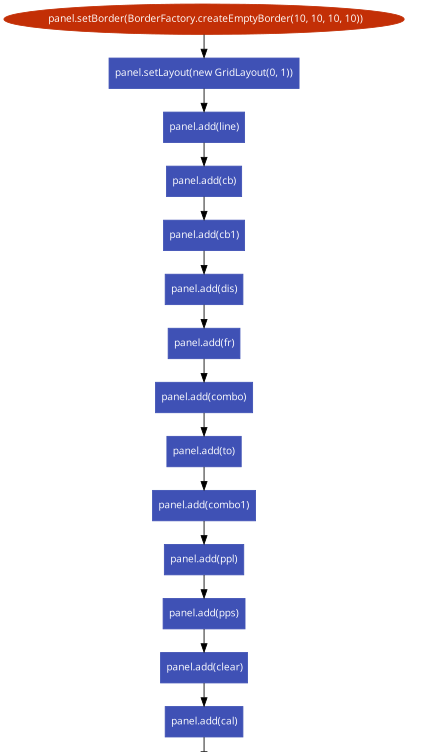 panel.setBorder(BorderFactory.createEmptyBorder(10, 10, 10, 10))
panel.setLayout(new GridLayout(0, 1))
panel.add(line)
panel.add(cb)
panel.add(cb1)
panel.add(dis)
panel.add(fr)
panel.add(combo)
panel.add(to)
panel.add(combo1)
panel.add(ppl)
panel.add(pps)
panel.add(clear)
panel.add(cal)